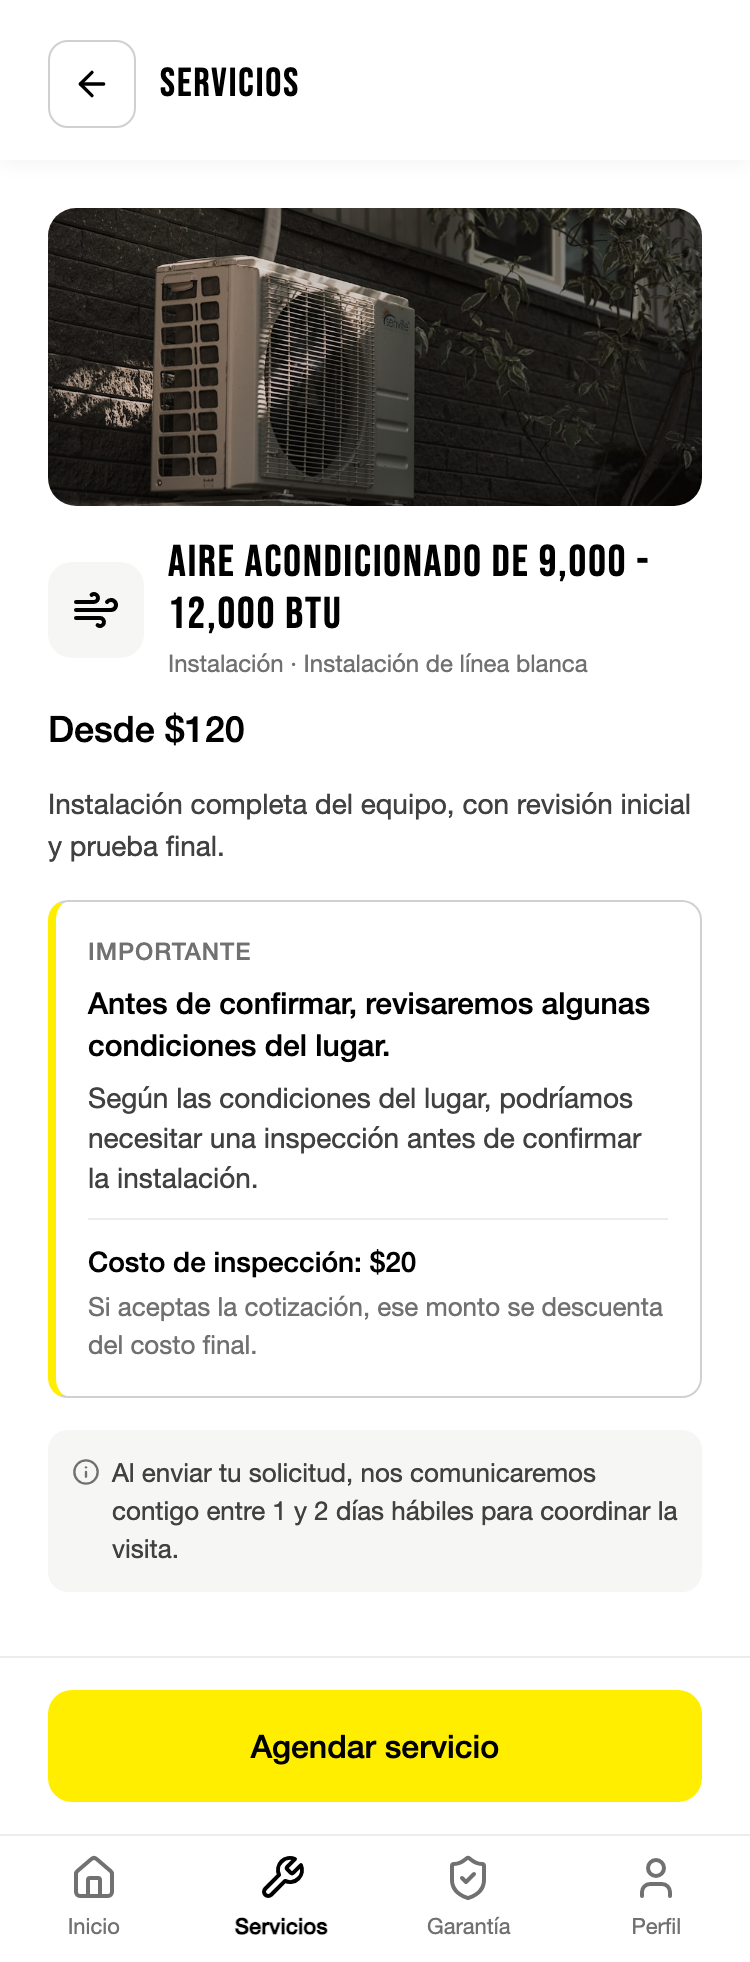 SERVICIOS
senville
AIRE ACONDICIONADO DE 9,000 -
12,000 BTU
Instalación · Instalación de línea blanca
Desde $120
Instalación completa del equipo, con revisión inicial
y prueba final.
IMPORTANTE
Antes de confirmar, revisaremos algunas
condiciones del lugar.
Según las condiciones del lugar, podríamos
necesitar una inspección antes de confirmar
la instalación.
Costo de inspección: $20
Si aceptas la cotización, ese monto se descuenta
del costo final.
Al enviar tu solicitud, nos comunicaremos
contigo entre 1 y 2 días hábiles para coordinar la
visita.
Agendar servicio
Inicio
Servicios
Garantía
Perfil